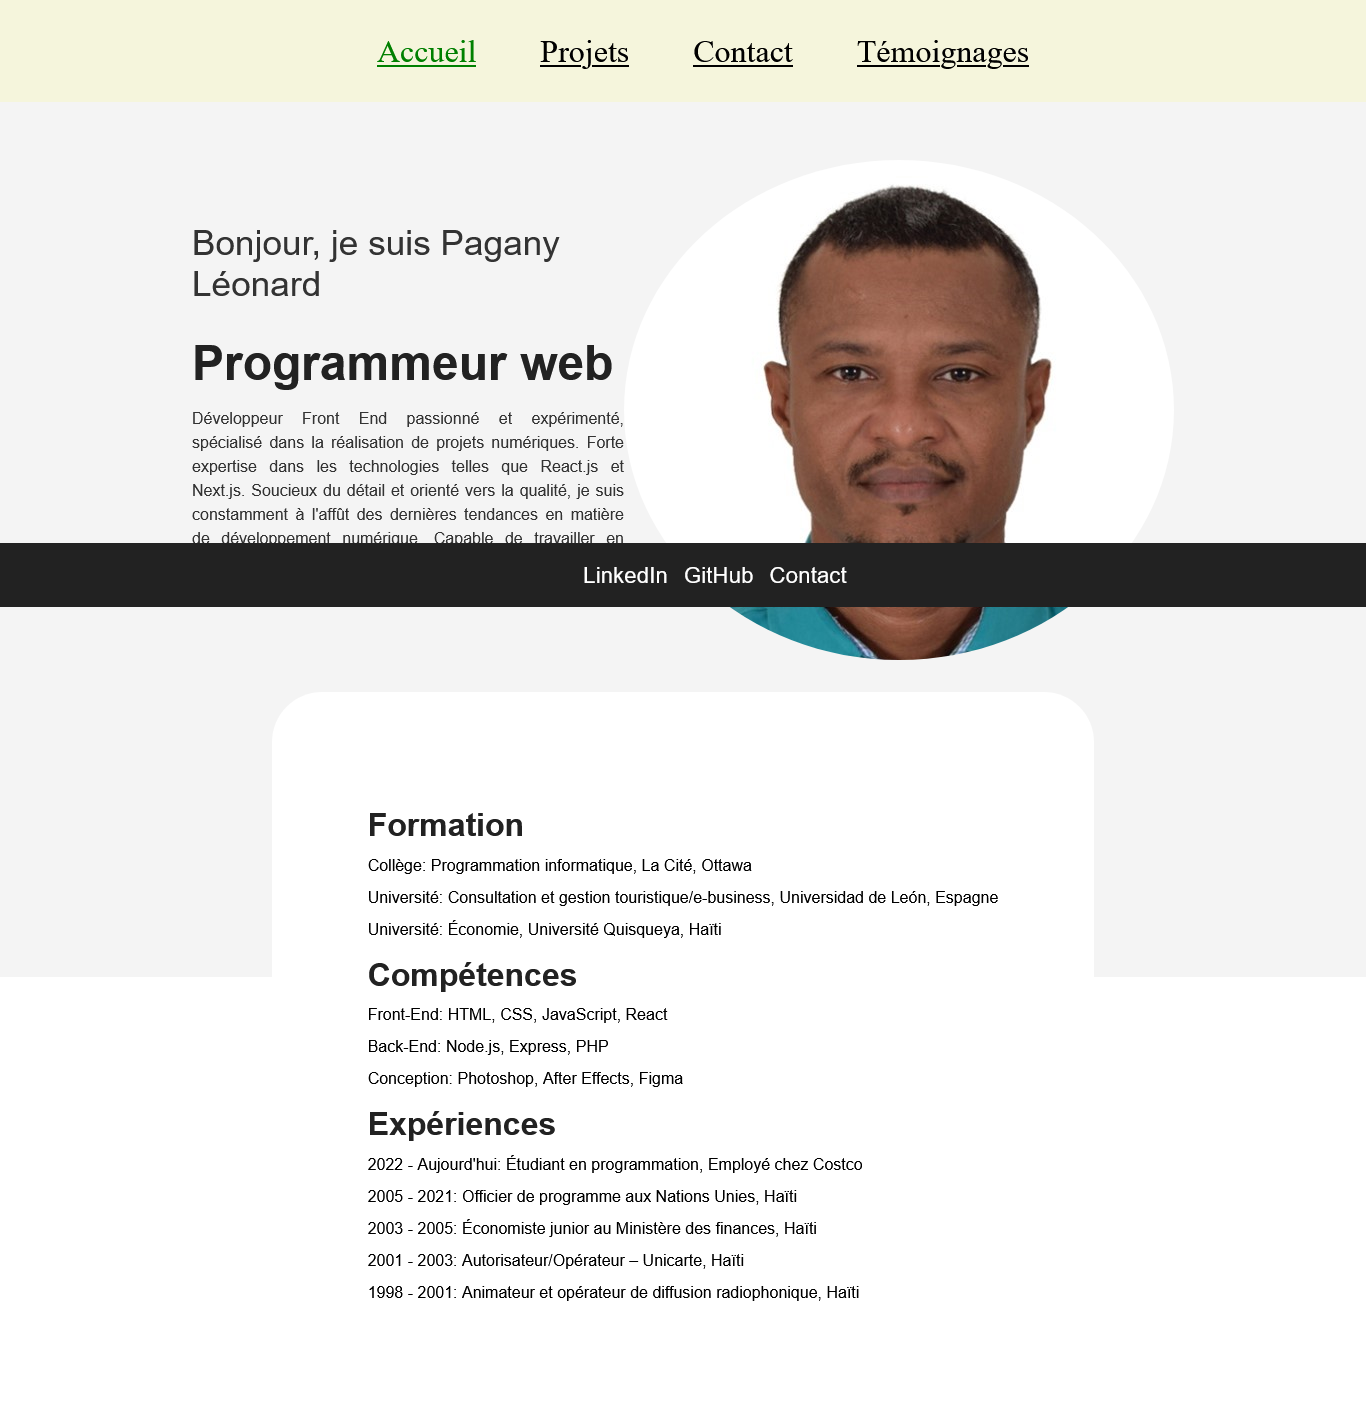 Accueil Projets Contact Témoignages
Bonjour, je suis Pagany
Léonard
Programmeur web
Développeur Front End passionné et expérimenté,
spécialisé dans la réalisation de projets numériques. Forte
expertise dans les technologies telles que React.js et
Next.js. Soucieux du détail et orienté vers la qualité, je suis
constamment à l'affût des dernières tendances en matière
de développement numérique. Capable de travailler en
LinkedIn GitHub Contact
Formation
Collège: Programmation informatique, La Cité, Ottawa
Université: Consultation et gestion touristique/e-business, Universidad de León, Espagne
Université: Économie, Université Quisqueya, Haïti
Compétences
Front-End: HTML, CSS, JavaScript, React
Back-End: Node.js, Express, PHP
Conception: Photoshop, After Effects, Figma
Expériences
2022 - Aujourd'hui: Étudiant en programmation, Employé chez Costco
2005 - 2021: Officier de programme aux Nations Unies, Haïti
2003 - 2005: Économiste junior au Ministère des finances, Haïti
2001 - 2003: Autorisateur/Opérateur – Unicarte, Haïti
1998 - 2001: Animateur et opérateur de diffusion radiophonique, Haïti